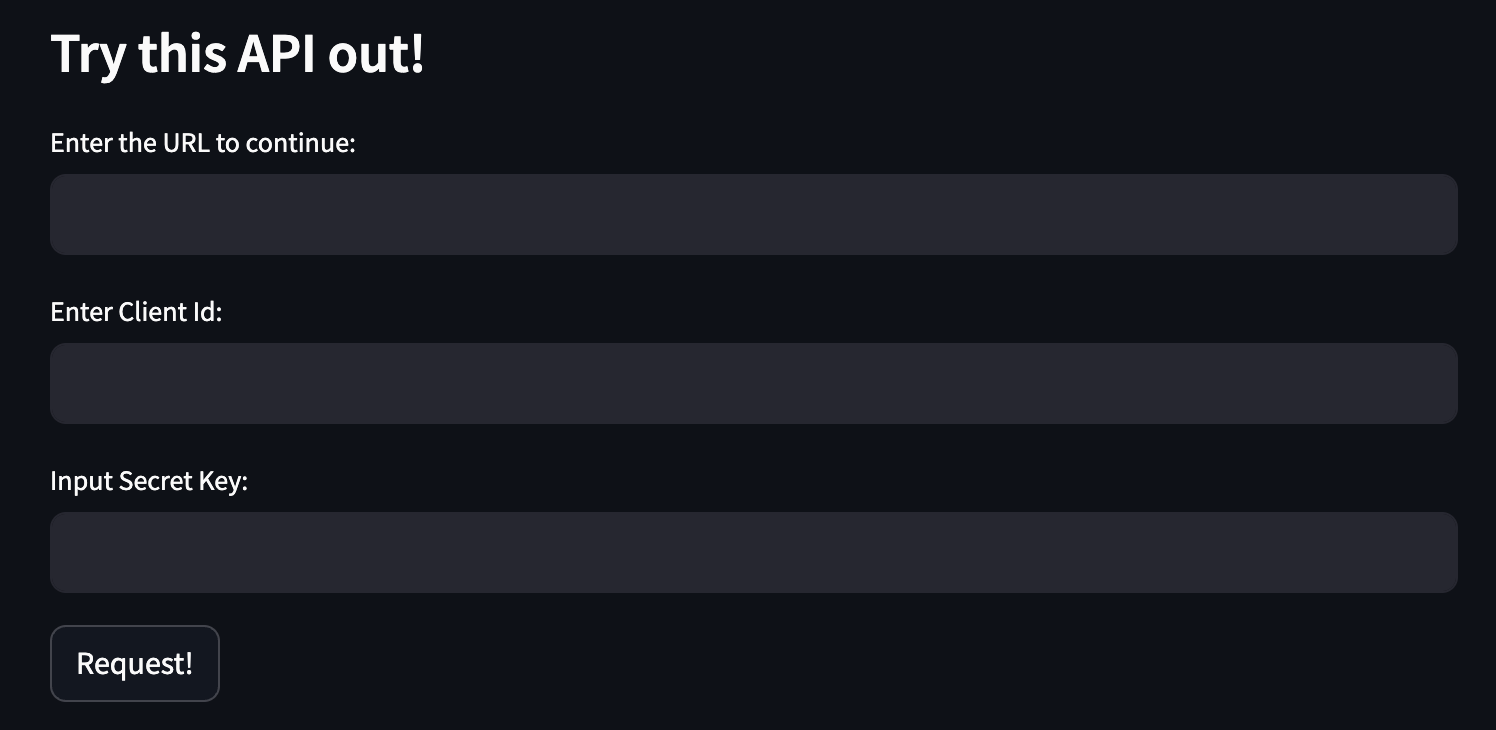 Try this API out!
Enter the URL to continue:
Enter Client Id:
Input Secret Key:
Request!